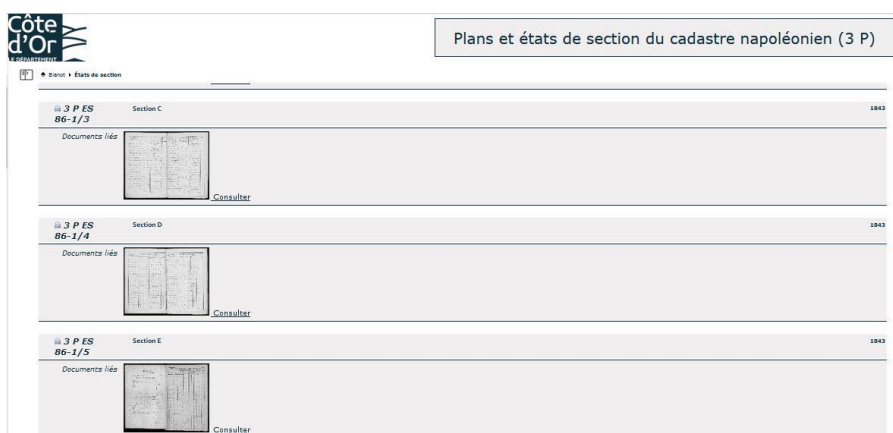 Côte
d'Or
LE DÉPARTEMENT
Plans et états de section du cadastre napoléonien (3 P)
Blanot États de section
3 P ES
86-1/3
Section C
1843
Documents liés
Consulter
3 P ES
86-1/4
Section D
1843
Documents liés
Consulter
3 P ES
86-1/5
Section E
1843
Documents liés
Consulter